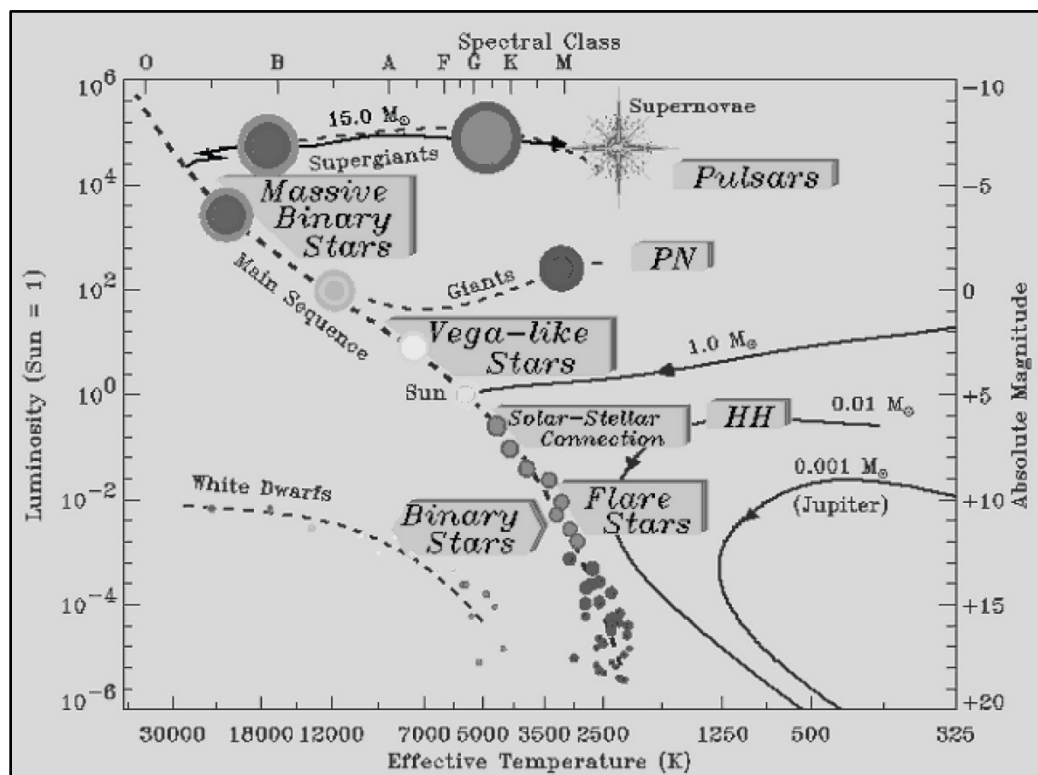 Spectral Class
O B A F G K M
10^6
10^4
10^2
10^0
10^-2
10^-4
10^-6
Luminosity (Sun = 1)
-10
-5
0
+5
+10
+15
+20
Absolute Magnitude
15.0 M☉
Supergiants
Supernovae
Pulsars
Massive
Binary
Stars
Main Sequence
Giants
PN
Vega-like
Stars
1.0 M☉
Sun
Solar-Stellar
Connection
HH
0.01 M☉
0.001 M☉
(Jupiter)
White Dwarfs
Binary
Stars
Flare
Stars
30000 18000 12000 7000 5000 3500 2500 1250 500 325
Effective Temperature (K)